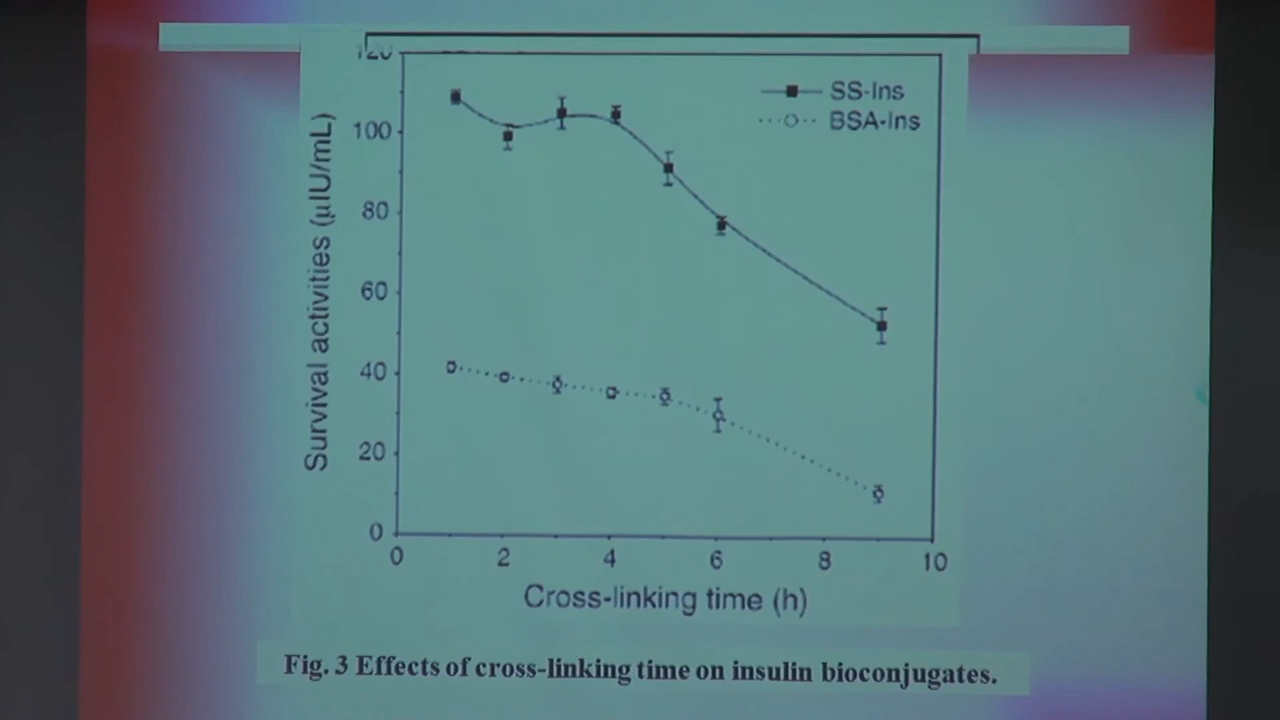 120
SS-Ins
BSA-Ins
100
80
60
40
20
0
Survival activities (µIU/mL)
0 2 4 6 8 10
Cross-linking time (h)
Fig. 3 Effects of cross-linking time on insulin bioconjugates.